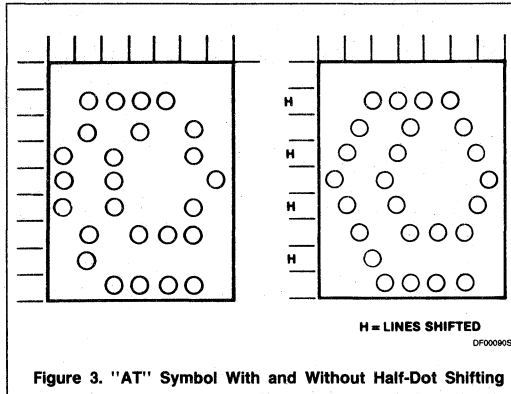 H
H
H
H
H = LINES SHIFTED
DF00090S
Figure 3. "AT" Symbol With and Without Half-Dot Shifting